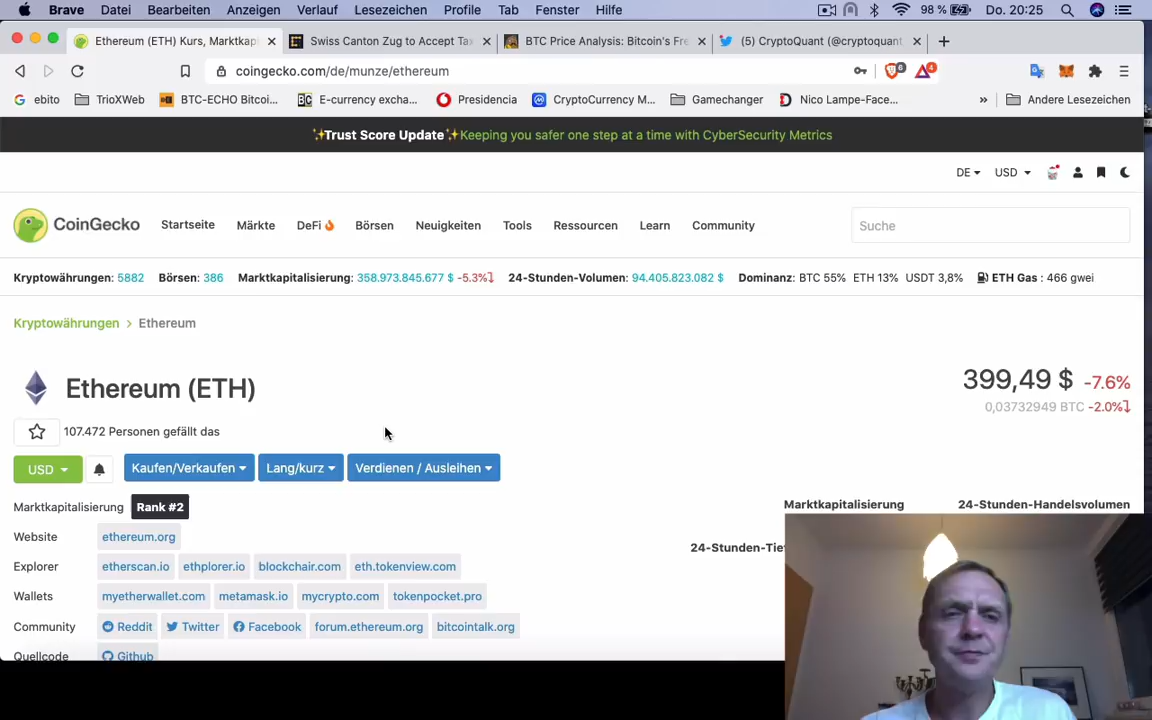 Brave Datei Bearbeiten Anzeigen Verlauf Lesezeichen Profile Tab Fenster Hilfe 98 % Do. 20:25
Ethereum (ETH) Kurs, Marktkap Swiss Canton Zug to Accept Tax BTC Price Analysis: Bitcoin's Fre (5) CryptoQuant (@cryptoquant
coingecko.com/de/munze/ethereum 6 4
ebito TrioXWeb BTC-ECHO Bitcoi... E-currency excha... Presidencia CryptoCurrency M... Gamechanger Nico Lampe-Face... » Andere Lesezeichen
✨Trust Score Update✨Keeping you safer one step at a time with CyberSecurity Metrics
DE USD
CoinGecko Startseite Märkte DeFi Börsen Neuigkeiten Tools Ressourcen Learn Community Suche
Kryptowährungen: 5882 Börsen: 386 Marktkapitalisierung: 358.973.845.677 $ -5.3% 24-Stunden-Volumen: 94.405.823.082 $ Dominanz: BTC 55% ETH 13% USDT 3,8% ETH Gas : 466 gwei
Kryptowährungen > Ethereum
Ethereum (ETH) 399,49 $ -7.6%
0,03732949 BTC -2.0%
107.472 Personen gefällt das
USD Kaufen/Verkaufen Lang/kurz Verdienen / Ausleihen
Marktkapitalisierung Rank #2 Marktkapitalisierung 24-Stunden-Handelsvolumen
Website ethereum.org 24-Stunden-Tie
Explorer etherscan.io ethplorer.io blockchair.com eth.tokenview.com
Wallets myetherwallet.com metamask.io mycrypto.com tokenpocket.pro
Community Reddit Twitter Facebook forum.ethereum.org bitcointalk.org
Quellcode Github